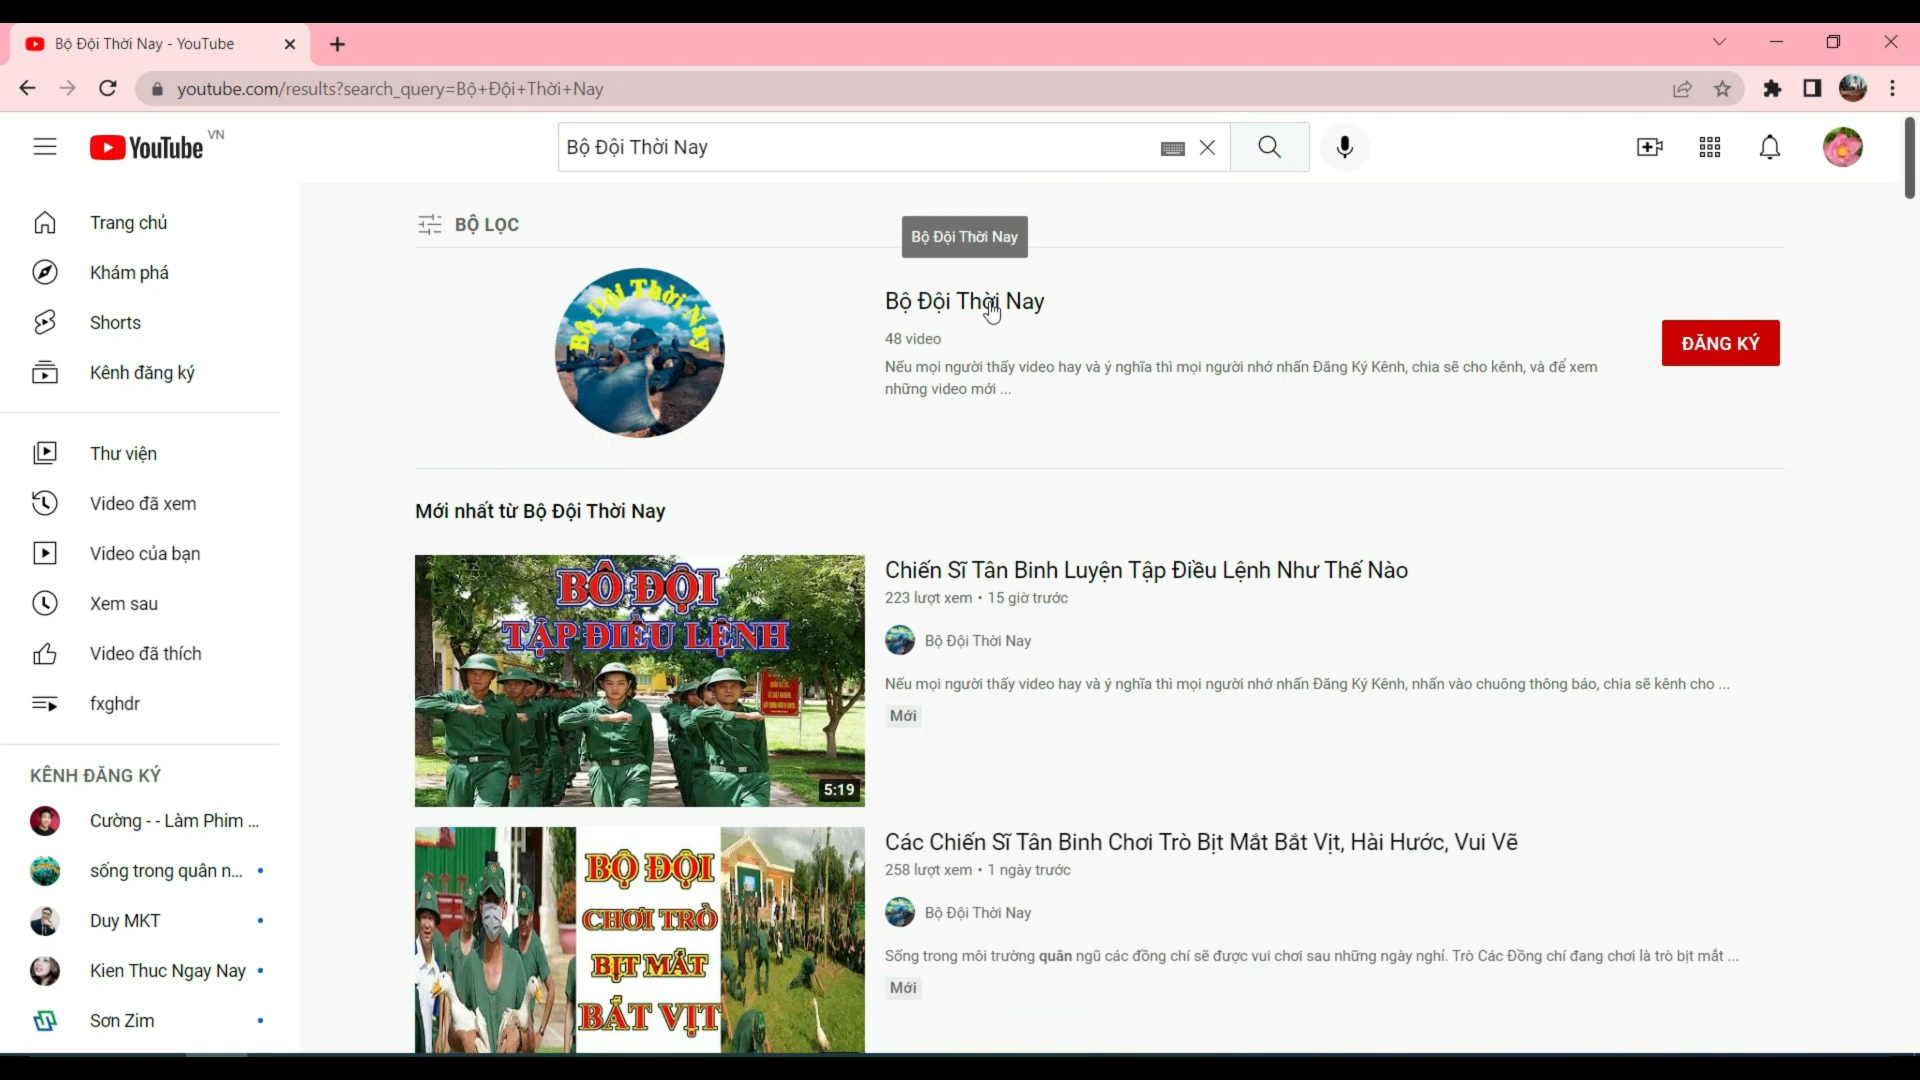 Bộ Đội Thời Nay - YouTube
youtube.com/results?search_query=Bộ+Đội+Thời+Nay
YouTube VN
Bộ Đội Thời Nay
Trang chủ
Khám phá
Shorts
Kênh đăng ký
Thư viện
Video đã xem
Video của bạn
Xem sau
Video đã thích
fxghdr
KÊNH ĐĂNG KÝ
Cường - - Làm Phim ...
sống trong quân n...
Duy MKT
Kien Thuc Ngay Nay
Sơn Zim
BỘ LỌC
Bộ Đội Thời Nay
Bộ Đội Thời Nay
Bộ Đội Thời Nay
48 video
Nếu mọi người thấy video hay và ý nghĩa thì mọi người nhớ nhấn Đăng Ký Kênh, chia sẽ cho kênh, và để xem
những video mới ...
ĐĂNG KÝ
Mới nhất từ Bộ Đội Thời Nay
BỘ ĐỘI
TẬP ĐIỀU LỆNH
5:19
Chiến Sĩ Tân Binh Luyện Tập Điều Lệnh Như Thế Nào
223 lượt xem • 15 giờ trước
Bộ Đội Thời Nay
Nếu mọi người thấy video hay và ý nghĩa thì mọi người nhớ nhấn Đăng Ký Kênh, nhấn vào chuông thông báo, chia sẽ kênh cho ...
Mới
BỘ ĐỘI
CHƠI TRÒ
BỊT MẮT
BẮT VỊT
Các Chiến Sĩ Tân Binh Chơi Trò Bịt Mắt Bắt Vịt, Hài Hước, Vui Vẽ
258 lượt xem • 1 ngày trước
Bộ Đội Thời Nay
Sống trong môi trường quân ngũ các đồng chí sẽ được vui chơi sau những ngày nghỉ. Trò Các Đồng chí đang chơi là trò bịt mắt ...
Mới